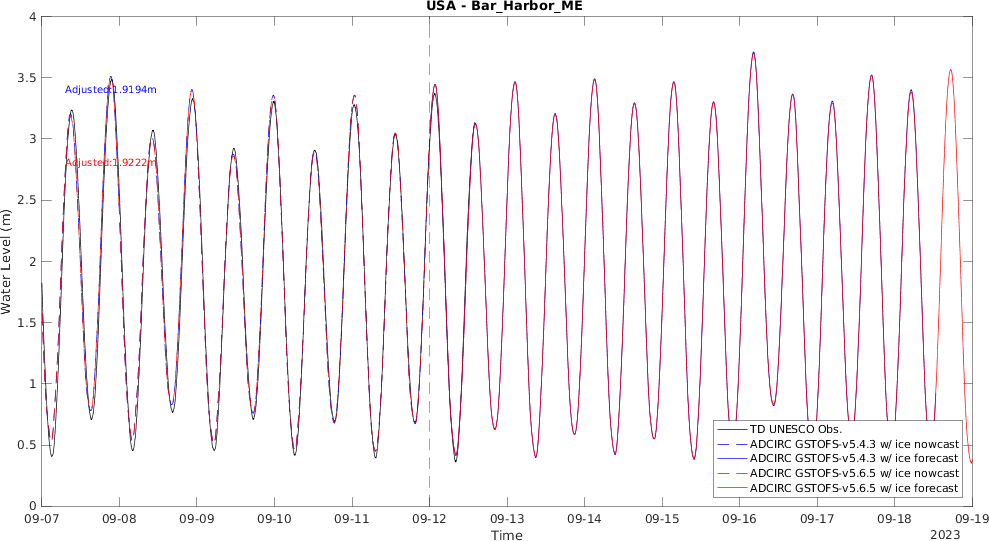 USA - Bar_Harbor_ME
4
3.5
3
2.5
2
1.5
1
0.5
0
Water Level (m)
Adjusted:1.9194m
Adjusted:1.9222m
TD UNESCO Obs.
ADCIRC GSTOFS-v5.4.3 w/ ice nowcast
ADCIRC GSTOFS-v5.4.3 w/ ice forecast
ADCIRC GSTOFS-v5.6.5 w/ ice nowcast
ADCIRC GSTOFS-v5.6.5 w/ ice forecast
09-07 09-08 09-09 09-10 09-11 09-12 09-13 09-14 09-15 09-16 09-17 09-18 09-19
Time
2023